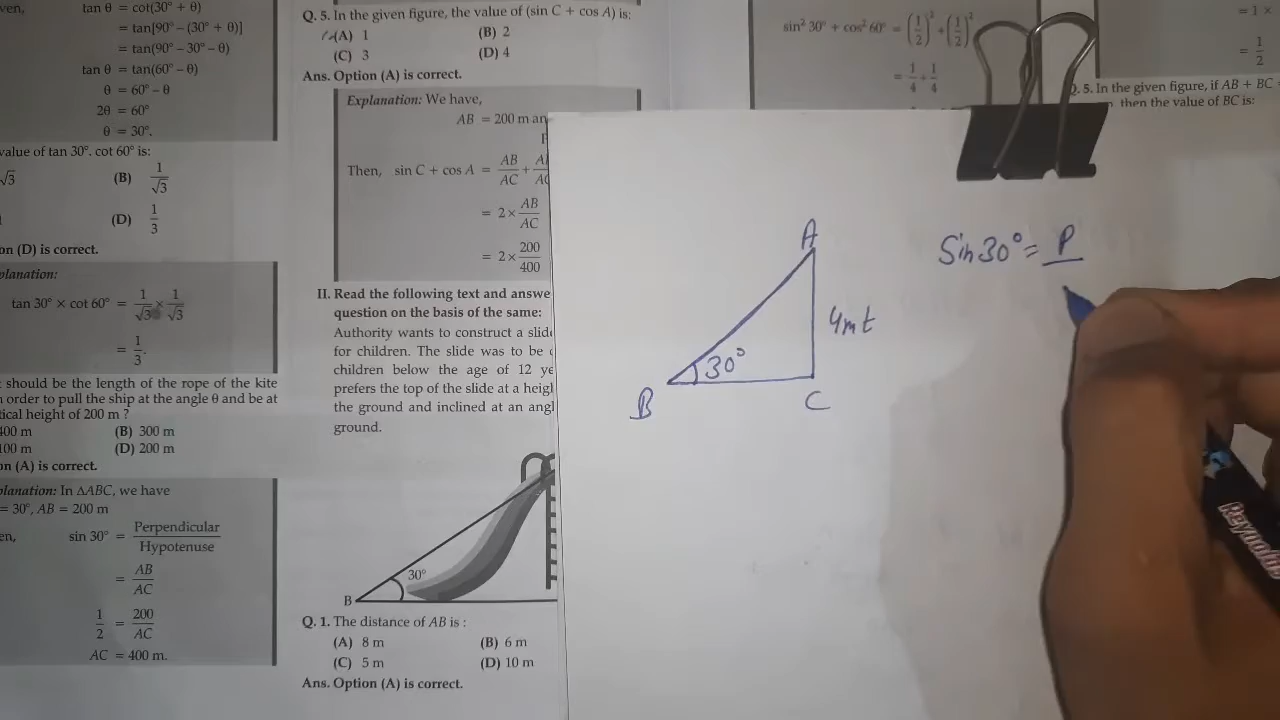 ven, tan θ = cot(30° + θ)
= tan[90° – (30° + θ)]
= tan(90° – 30° – θ)
tan θ = tan(60° – θ)
θ = 60° – θ
2θ = 60°
θ = 30°.
value of tan 30°. cot 60° is:
√3 (B) 1/√3
(D) 1/3
on (D) is correct.
planation:
tan 30° × cot 60° = 1/√3 × 1/√3
= 1/3.
should be the length of the rope of the kite
order to pull the ship at the angle θ and be at
tical height of 200 m ?
400 m (B) 300 m
100 m (D) 200 m
on (A) is correct.
planation: In ΔABC, we have
= 30°, AB = 200 m
en, sin 30° = Perpendicular/Hypotenuse
= AB/AC
1/2 = 200/AC
AC = 400 m.
Q. 5. In the given figure, the value of (sin C + cos A) is:
(A) 1 (B) 2
(C) 3 (D) 4
Ans. Option (A) is correct.
Explanation: We have,
AB = 200 m an
Then, sin C + cos A = AB/AC + A
= 2 × AB/AC
= 2 × 200/400
II. Read the following text and answe
question on the basis of the same:
Authority wants to construct a slide
for children. The slide was to be
children below the age of 12 ye
prefers the top of the slide at a heigh
the ground and inclined at an angl
ground.
30°
B
Q. 1. The distance of AB is :
(A) 8 m (B) 6 m
(C) 5 m (D) 10 m
Ans. Option (A) is correct.
sin² 30° + cos² 60° = (1/2)² + (1/2)²
= 1/4 + 1/4
= 1 ×
= 1/2
Q. 5. In the given figure, if AB + BC
then the value of BC is:
A
4mt
30°
B
C
Sin30° = P
Reynolds